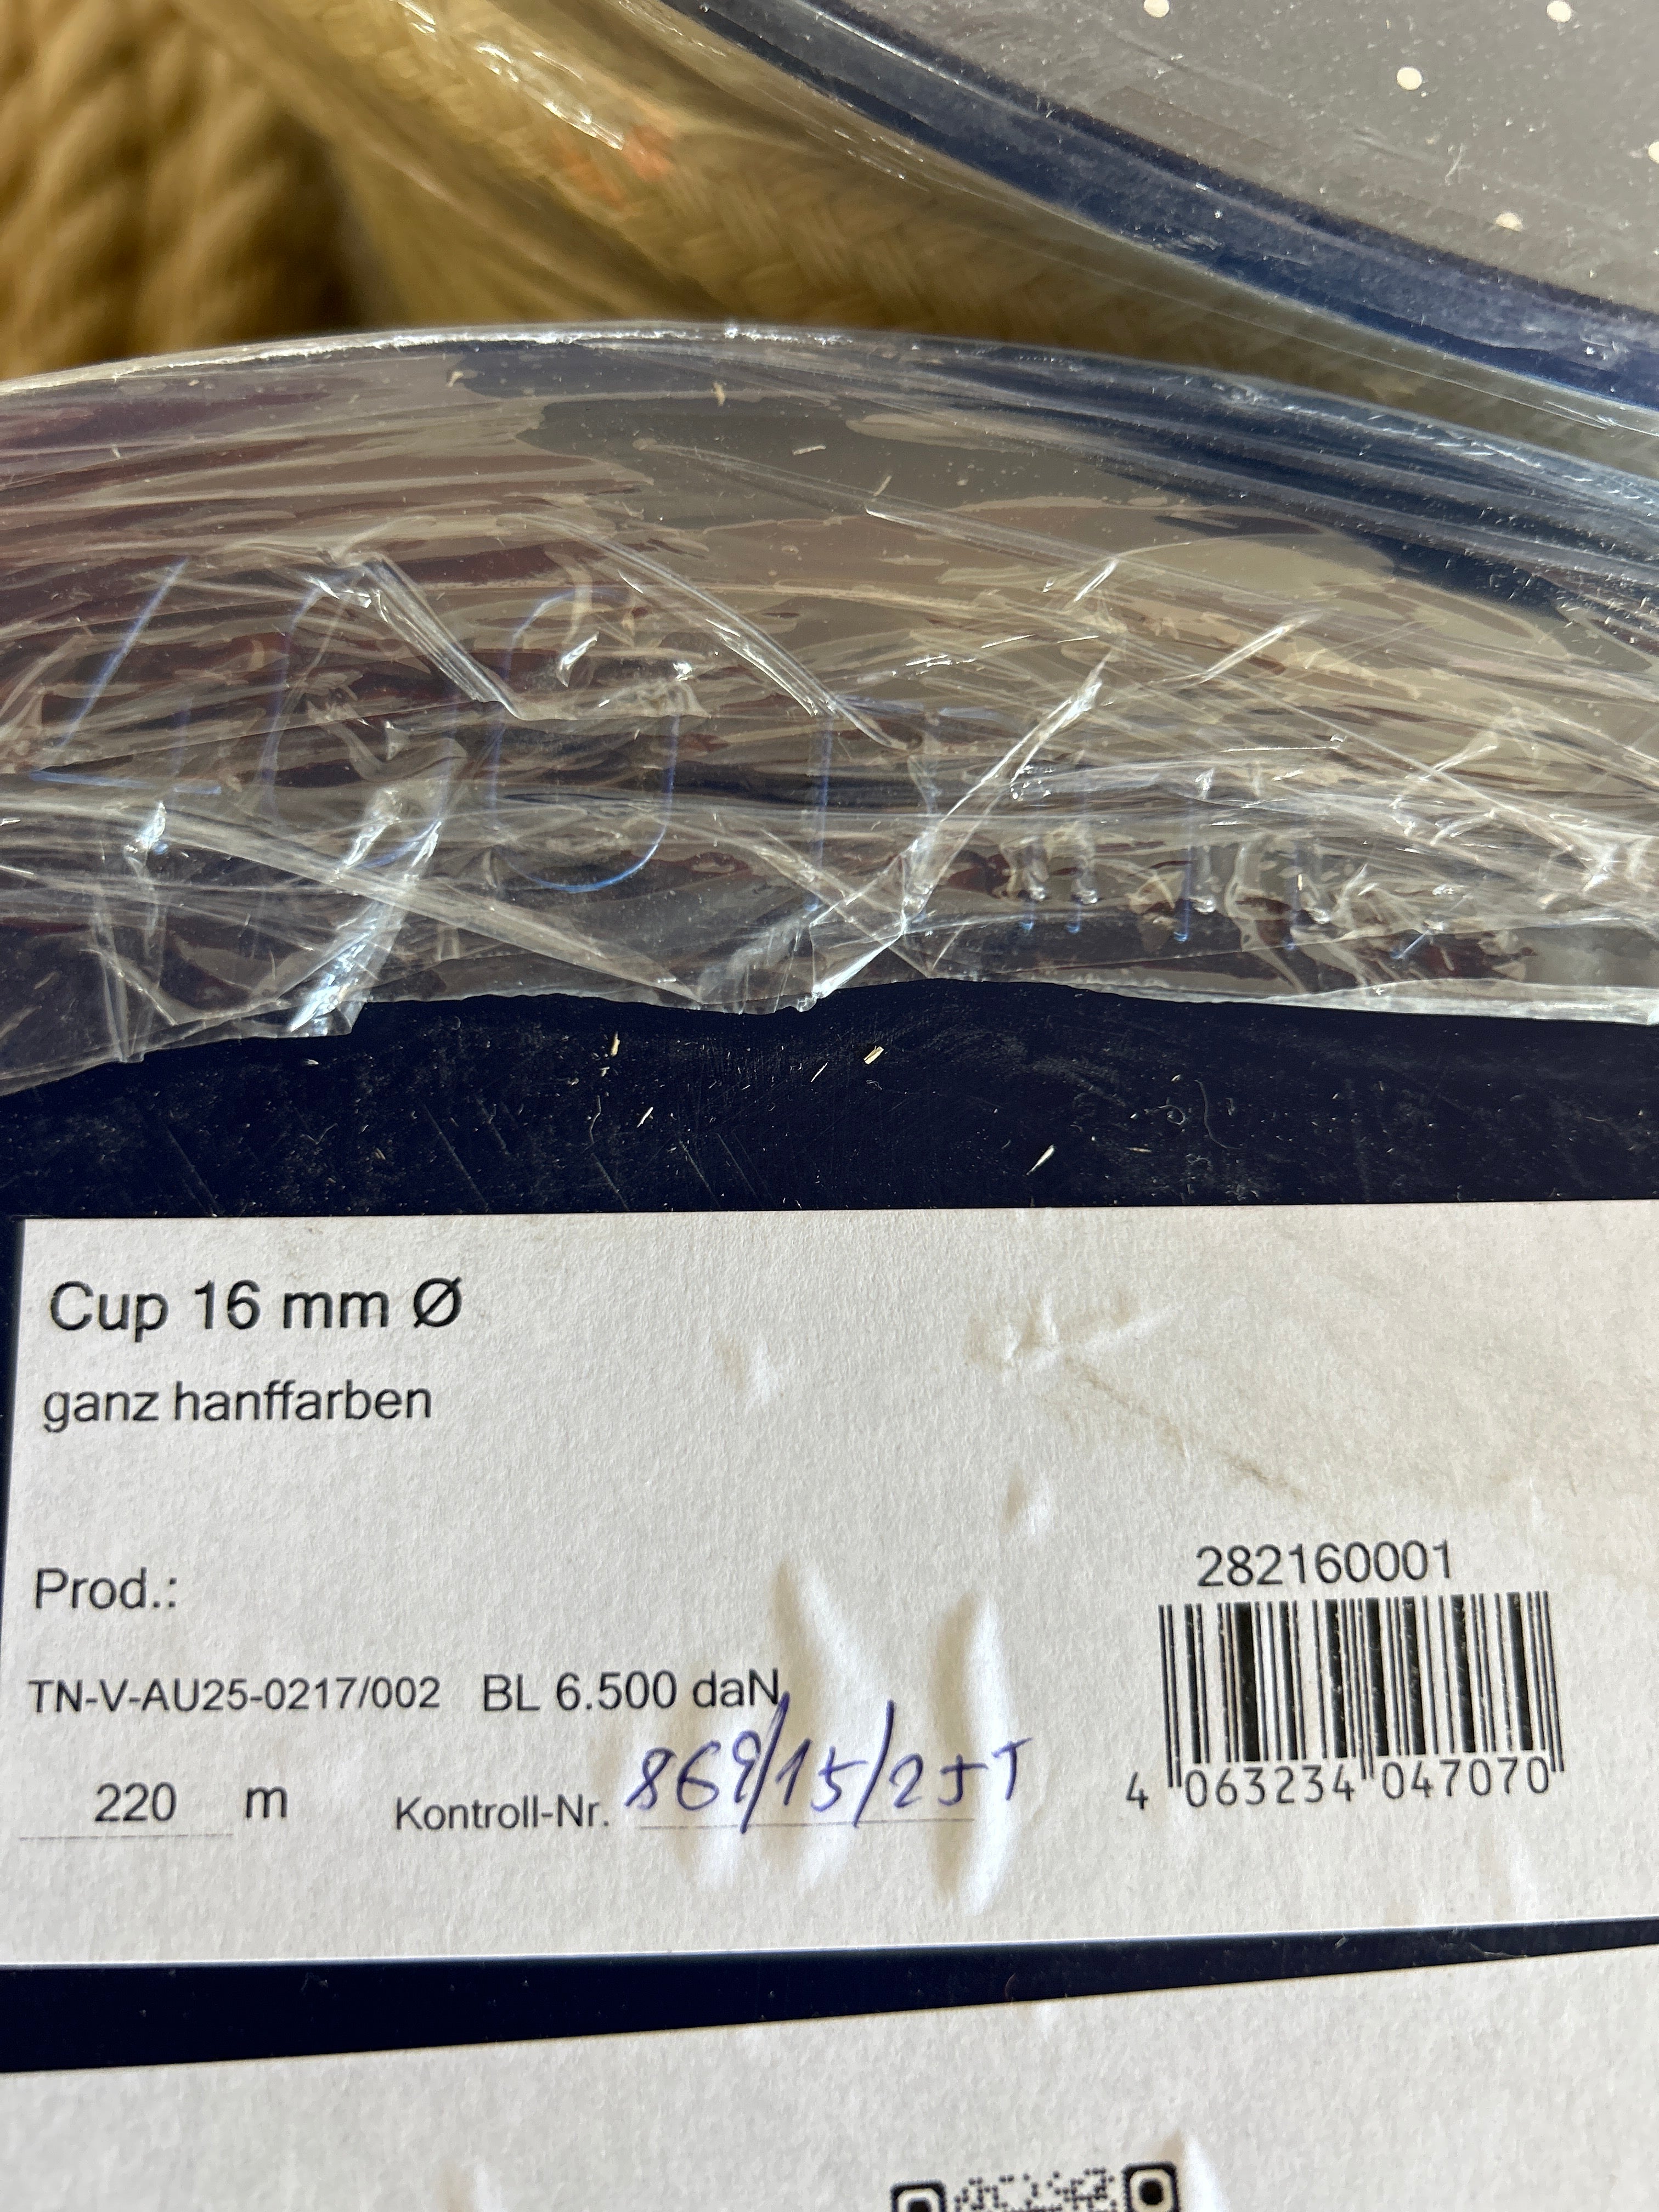 Cup 16 mm Ø
ganz hanffarben
282160001
Prod.:
TN-V-AU25-0217/002 BL 6.500 daN
220 m Kontroll-Nr. 869/15/25T
4 063234 047070